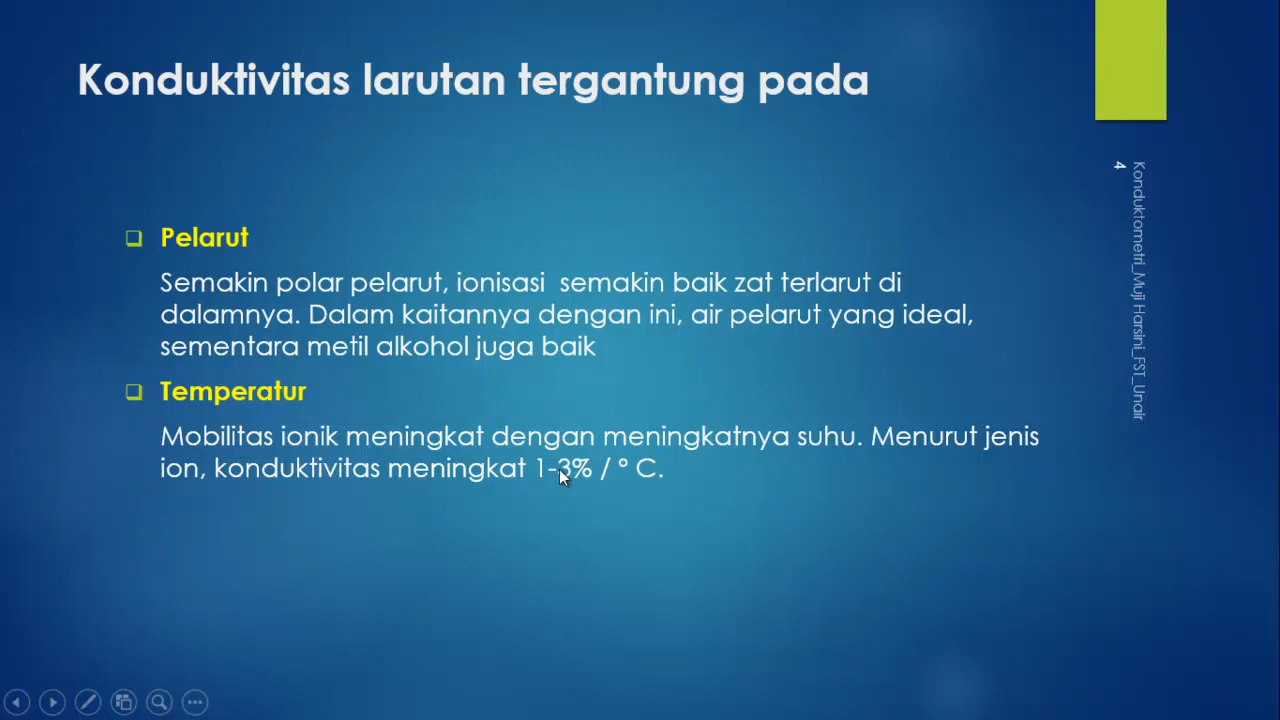 Konduktivitas larutan tergantung pada
❑ Pelarut
Semakin polar pelarut, ionisasi  semakin baik zat terlarut di
dalamnya. Dalam kaitannya dengan ini, air pelarut yang ideal,
sementara metil alkohol juga baik
❑ Temperatur
Mobilitas ionik meningkat dengan meningkatnya suhu. Menurut jenis
ion, konduktivitas meningkat 1-3% / ° C.
4
Konduktometri_Muji Harsini_FST_Unair